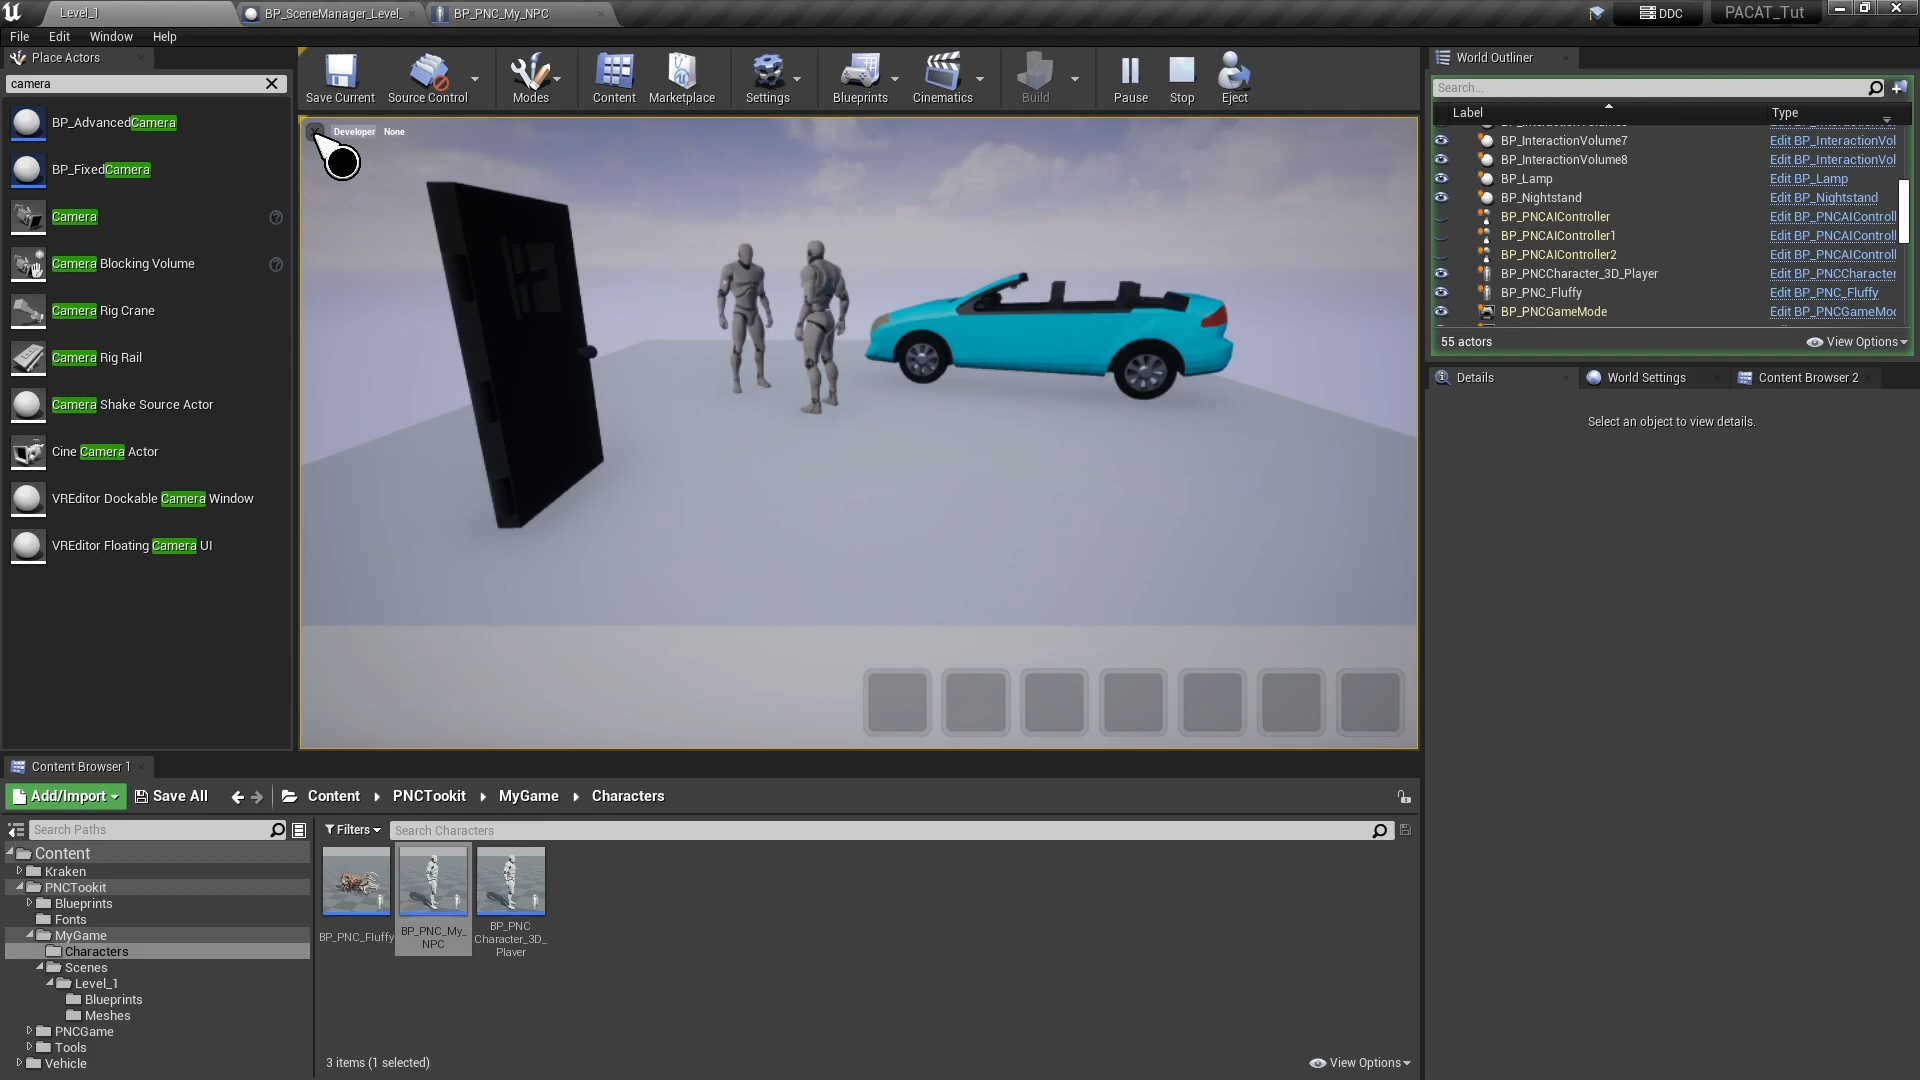 Level_1
BP_SceneManager_Level_
BP_PNC_My_NPC
DDC
PACAT_Tut
File
Edit
Window
Help
Place Actors
camera
BP_AdvancedCamera
BP_FixedCamera
Camera
Camera Blocking Volume
Camera Rig Crane
Camera Rig Rail
Camera Shake Source Actor
Cine Camera Actor
VREditor Dockable Camera Window
VREditor Floating Camera UI
Save Current
Source Control
Modes
Content
Marketplace
Settings
Blueprints
Cinematics
Build
Pause
Stop
Eject
Developer None
World Outliner
Search...
Label
Type
BP_InteractionVolume7 Edit BP_InteractionVol
BP_InteractionVolume8 Edit BP_InteractionVol
BP_Lamp Edit BP_Lamp
BP_Nightstand Edit BP_Nightstand
BP_PNCAIController Edit BP_PNCAIControll
BP_PNCAIController1 Edit BP_PNCAIControll
BP_PNCAIController2 Edit BP_PNCAIControll
BP_PNCCharacter_3D_Player Edit BP_PNCCharacter
BP_PNC_Fluffy Edit BP_PNC_Fluffy
BP_PNCGameMode Edit BP_PNCGameMod
55 actors
View Options
Details
World Settings
Content Browser 2
Select an object to view details.
Content Browser 1
Add/Import
Save All
Content
PNCTookit
MyGame
Characters
Search Paths
Filters
Search Characters
Content
Kraken
PNCTookit
Blueprints
Fonts
MyGame
Characters
Scenes
Level_1
Blueprints
Meshes
PNCGame
Tools
Vehicle
BP_PNC_Fluffy
BP_PNC_My_
NPC
BP_PNC
Character_3D_
Player
3 items (1 selected)
View Options